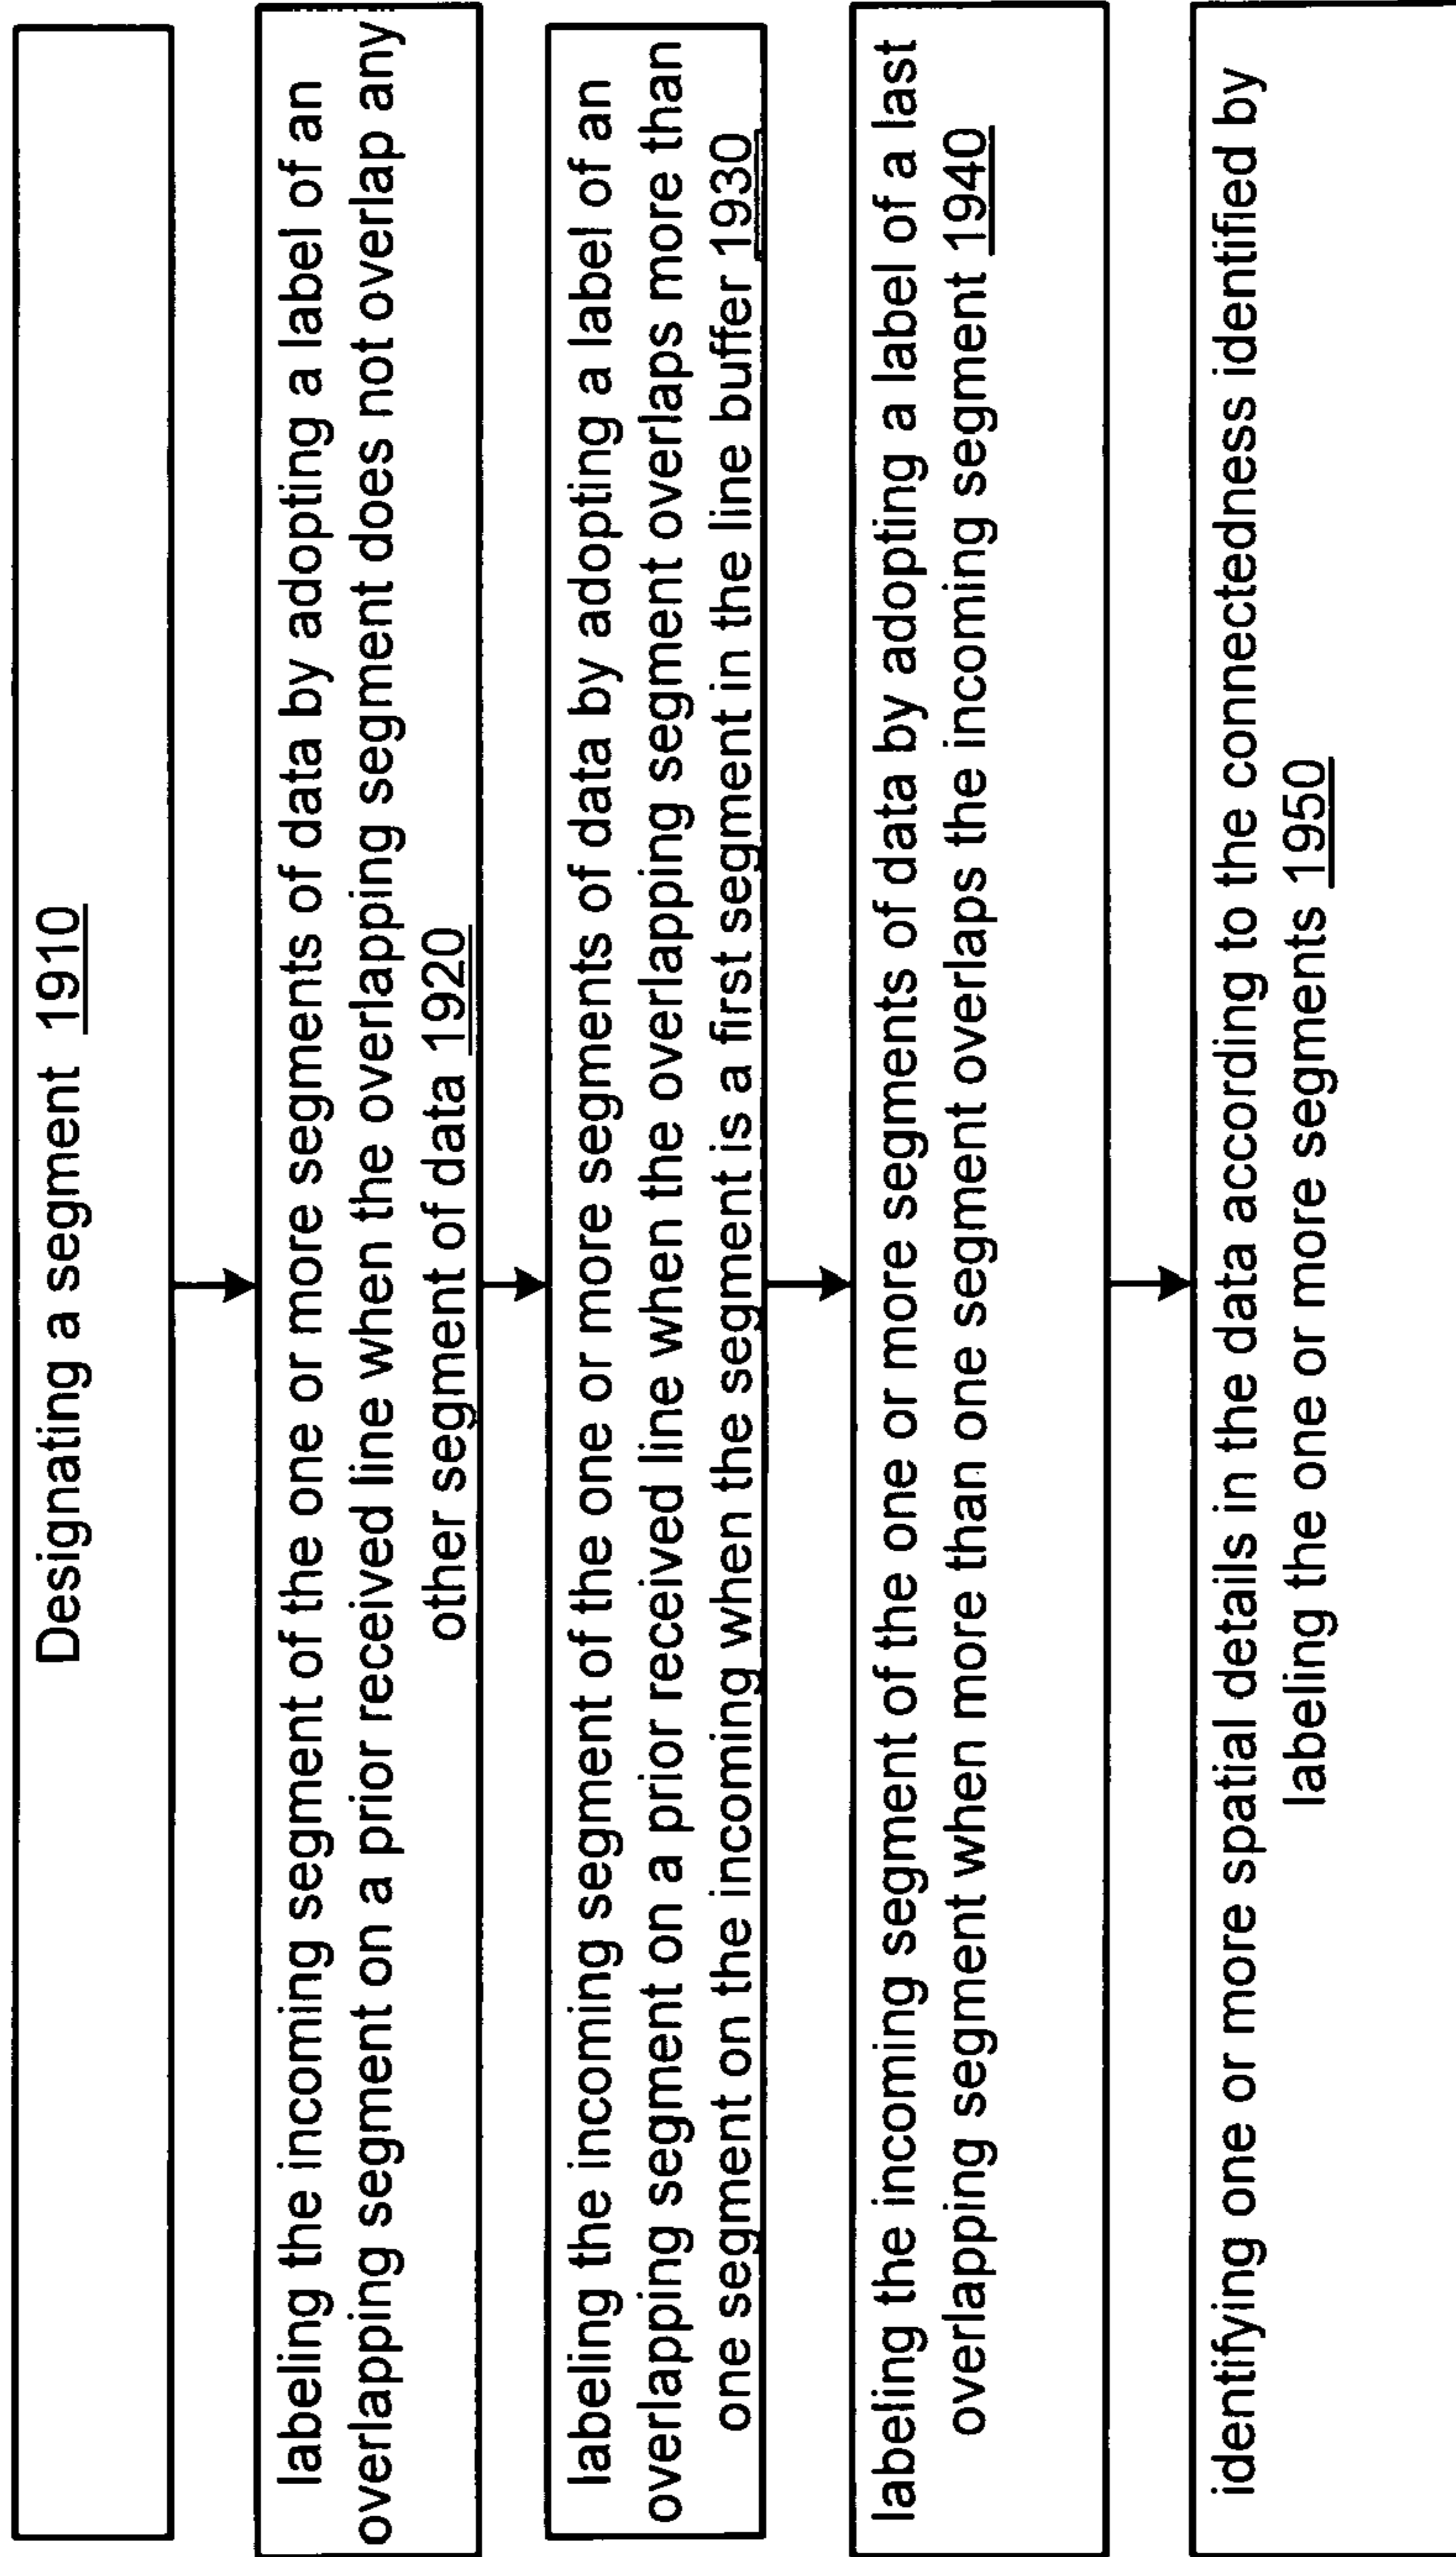 Designating a segment 1910
labeling the incoming segment of the one or more segments of data by adopting a label of an
overlapping segment on a prior received line when the overlapping segment does not overlap any
other segment of data 1920
labeling the incoming segment of the one or more segments of data by adopting a label of an
overlapping segment on a prior received line when the overlapping segment overlaps more than
one segment on the incoming when the segment is a first segment in the line buffer 1930
labeling the incoming segment of the one or more segments of data by adopting a label of a last
overlapping segment when more than one segment overlaps the incoming segment 1940
identifying one or more spatial details in the data according to the connectedness identified by
labeling the one or more segments 1950